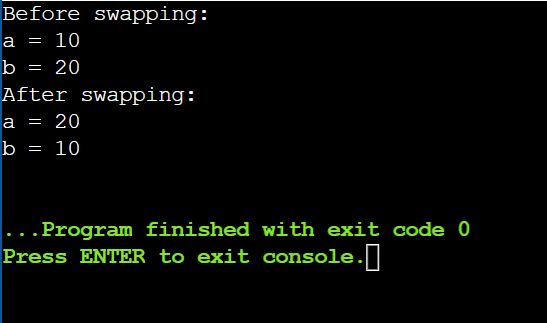 Before swapping:
a = 10
b = 20
After swapping:
a = 20
b = 10
...Program finished with exit code 0
Press ENTER to exit console.